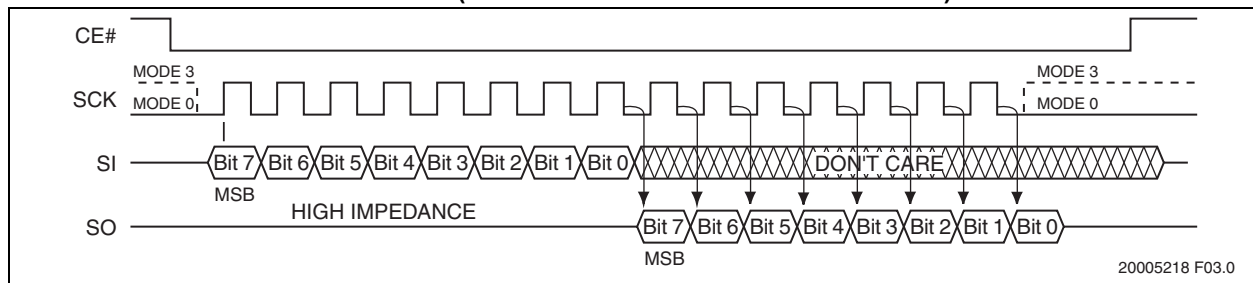 CE#
MODE 3 MODE 3
SCK MODE 0 MODE 0
SI Bit 7 Bit 6 Bit 5 Bit 4 Bit 3 Bit 2 Bit 1 Bit 0 DON'T CARE
MSB
HIGH IMPEDANCE
SO Bit 7 Bit 6 Bit 5 Bit 4 Bit 3 Bit 2 Bit 1 Bit 0
MSB
20005218 F03.0